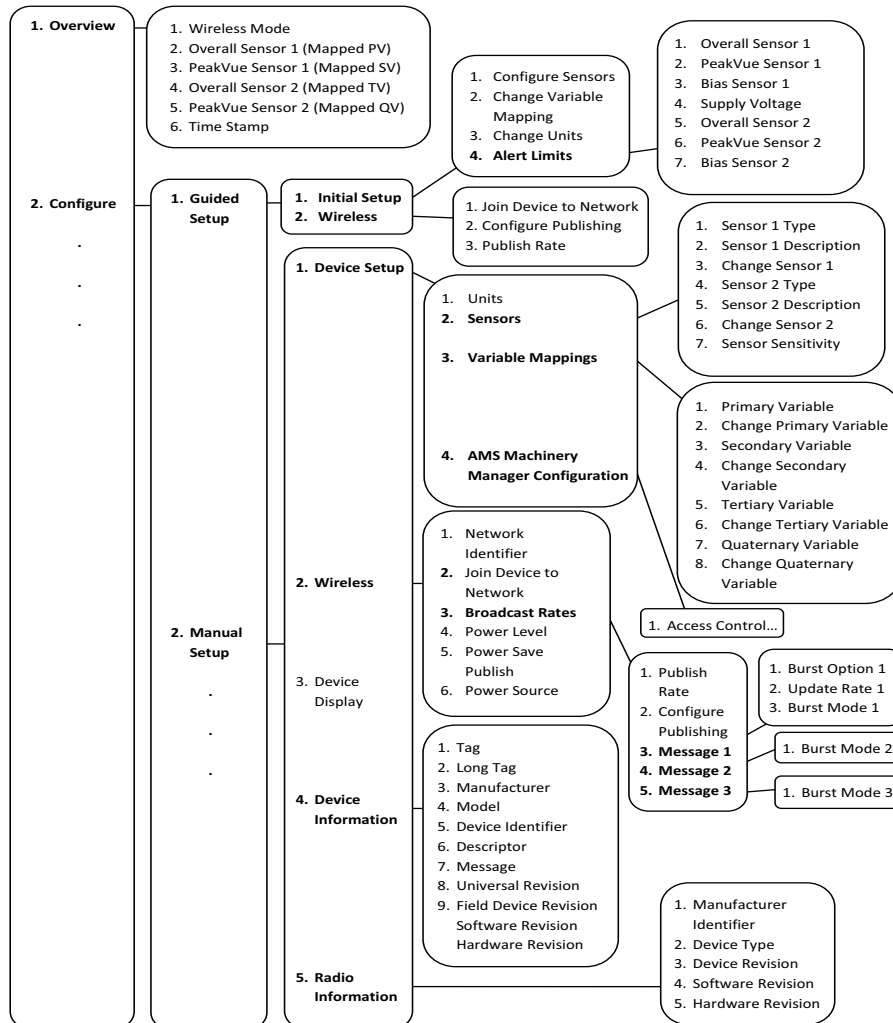 1. Overview
1. Wireless Mode
2. Overall Sensor 1 (Mapped PV)
3. PeakVue Sensor 1 (Mapped SV)
4. Overall Sensor 2 (Mapped TV)
5. PeakVue Sensor 2 (Mapped QV)
6. Time Stamp
2. Configure
.
.
.
1. Guided
Setup
1. Initial Setup
2. Wireless
1. Configure Sensors
2. Change Variable
Mapping
3. Change Units
4. Alert Limits
1. Overall Sensor 1
2. PeakVue Sensor 1
3. Bias Sensor 1
4. Supply Voltage
5. Overall Sensor 2
6. PeakVue Sensor 2
7. Bias Sensor 2
1. Join Device to Network
2. Configure Publishing
3. Publish Rate
2. Manual
Setup
.
.
.
1. Device Setup
1. Units
2. Sensors
3. Variable Mappings
4. AMS Machinery
Manager Configuration
1. Sensor 1 Type
2. Sensor 1 Description
3. Change Sensor 1
4. Sensor 2 Type
5. Sensor 2 Description
6. Change Sensor 2
7. Sensor Sensitivity
1. Primary Variable
2. Change Primary Variable
3. Secondary Variable
4. Change Secondary
Variable
5. Tertiary Variable
6. Change Tertiary Variable
7. Quaternary Variable
8. Change Quaternary
Variable
1. Access Control...
2. Wireless
1. Network
Identifier
2. Join Device to
Network
3. Broadcast Rates
4. Power Level
5. Power Save
Publish
6. Power Source
1. Publish
Rate
2. Configure
Publishing
3. Message 1
4. Message 2
5. Message 3
1. Burst Option 1
2. Update Rate 1
3. Burst Mode 1
1. Burst Mode 2
1. Burst Mode 3
3. Device
Display
4. Device
Information
1. Tag
2. Long Tag
3. Manufacturer
4. Model
5. Device Identifier
6. Descriptor
7. Message
8. Universal Revision
9. Field Device Revision
Software Revision
Hardware Revision
5. Radio
Information
1. Manufacturer
Identifier
2. Device Type
3. Device Revision
4. Software Revision
5. Hardware Revision